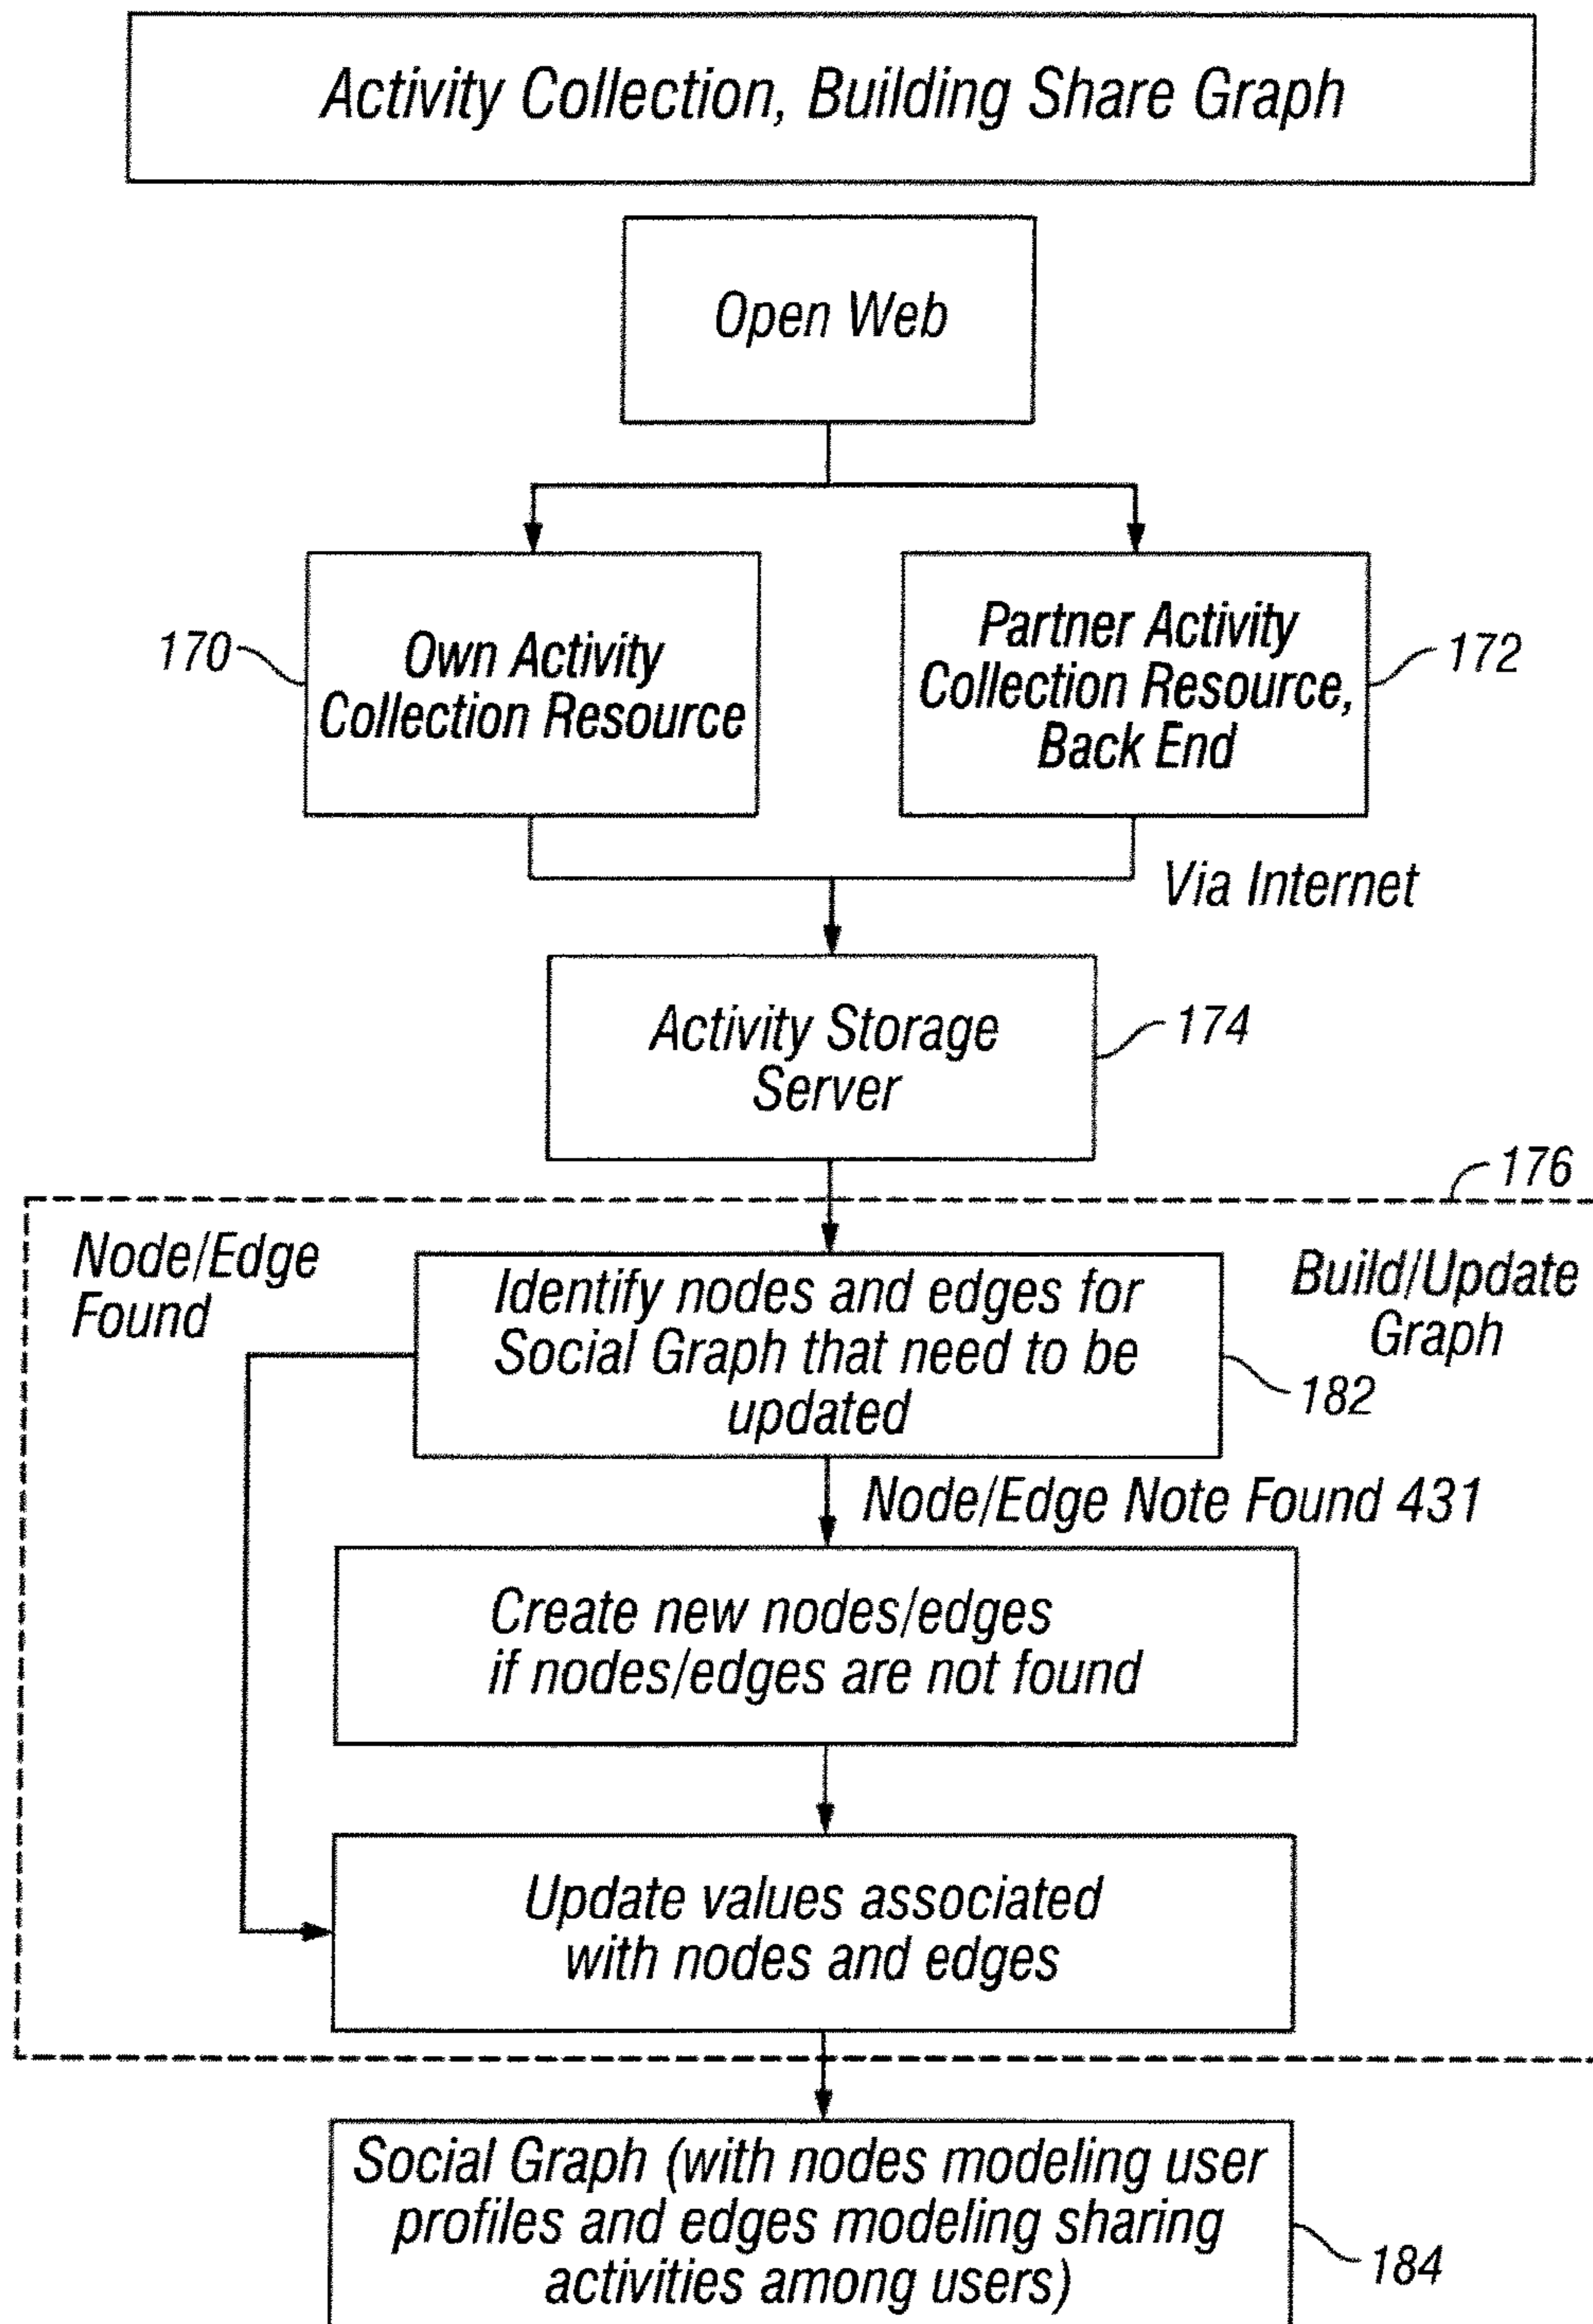 Activity Collection, Building Share Graph
Open Web
170
Own Activity
Collection Resource
Partner Activity
Collection Resource,
Back End
172
Via Internet
Activity Storage
Server
174
176
Node/Edge
Found
Identify nodes and edges for
Social Graph that need to be
updated
Build/Update
Graph
182
Node/Edge Note Found 431
Create new nodes/edges
if nodes/edges are not found
Update values associated
with nodes and edges
Social Graph (with nodes modeling user
profiles and edges modeling sharing
activities among users)
184